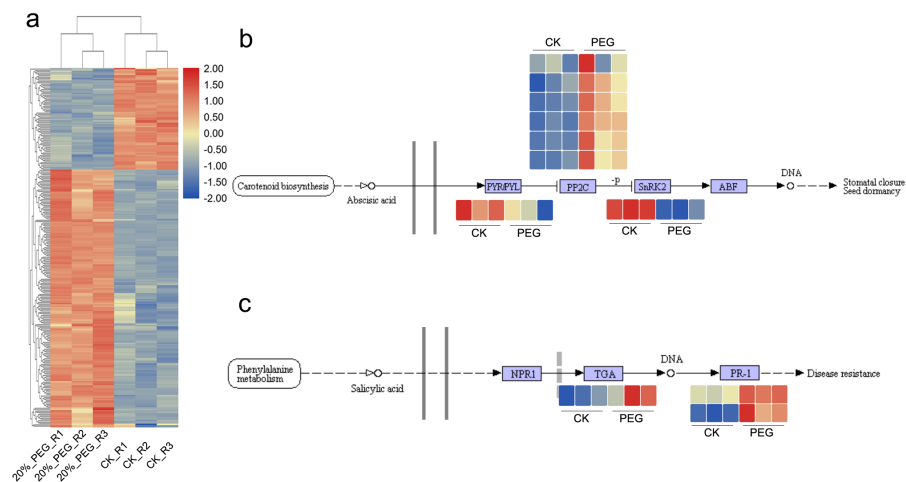 a
2.00
1.50
1.00
0.50
0.00
-0.50
-1.00
-1.50
-2.00
20%_PEG_R1
20%_PEG_R2
20%_PEG_R3
CK_R1
CK_R2
CK_R3
b
CK PEG
Carotenoid biosynthesis
Abscisic acid
PYR/PYL
PP2C
-p
SnRK2
ABF
DNA
Stomatal closure
Seed dormancy
CK PEG
CK PEG
c
Phenylalanine
metabolism
Salicylic acid
NPR1
TGA
DNA
PR-1
Disease resistance
CK PEG
CK PEG